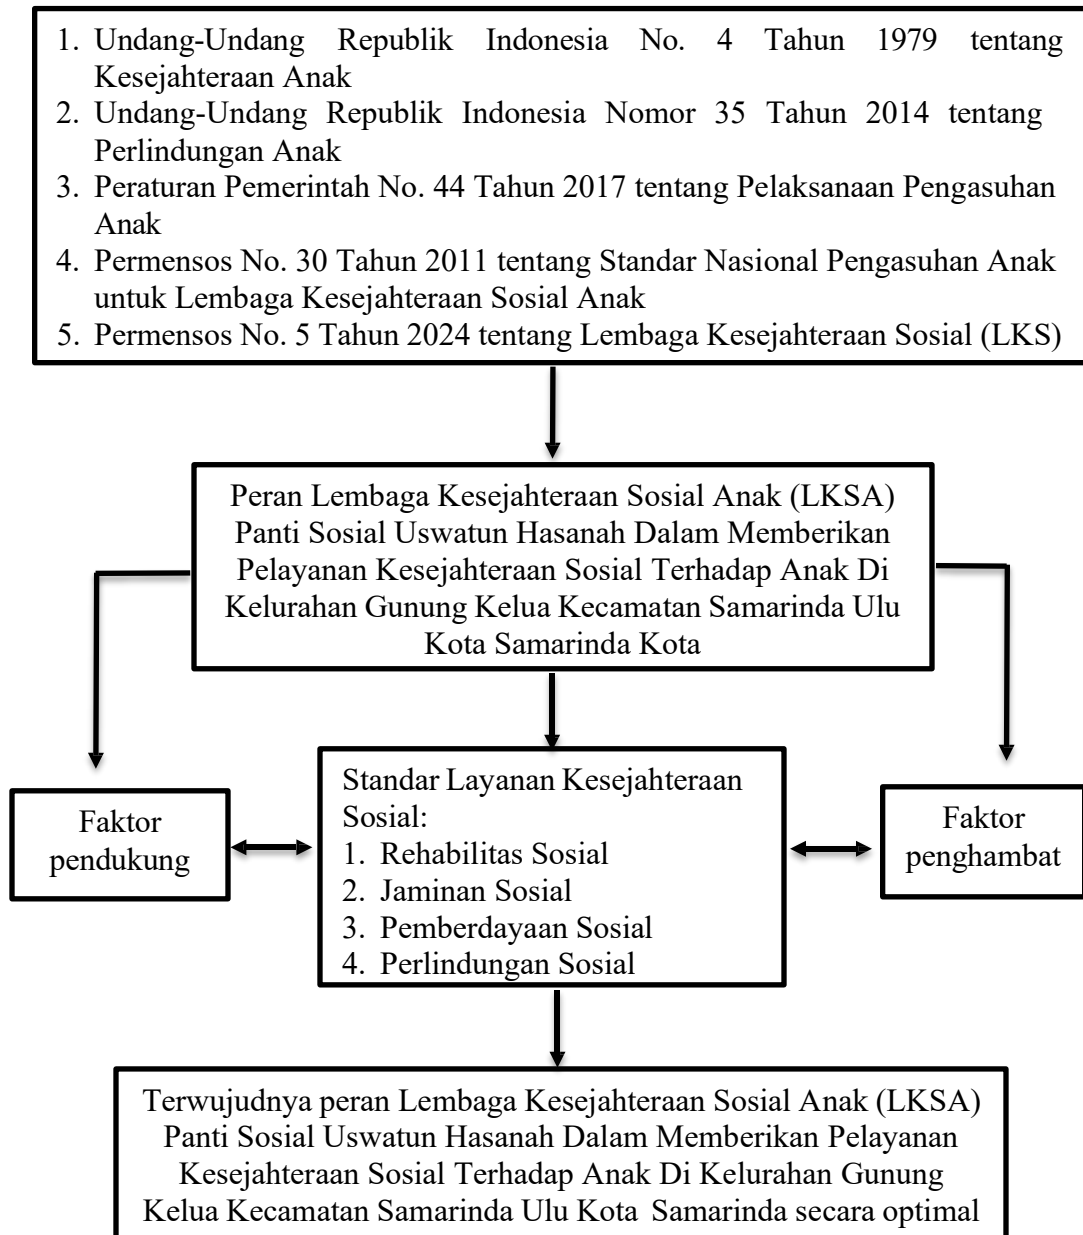 1. Undang-Undang Republik Indonesia No. 4 Tahun 1979 tentang
Kesejahteraan Anak
2. Undang-Undang Republik Indonesia Nomor 35 Tahun 2014 tentang
Perlindungan Anak
3. Peraturan Pemerintah No. 44 Tahun 2017 tentang Pelaksanaan Pengasuhan
Anak
4. Permensos No. 30 Tahun 2011 tentang Standar Nasional Pengasuhan Anak
untuk Lembaga Kesejahteraan Sosial Anak
5. Permensos No. 5 Tahun 2024 tentang Lembaga Kesejahteraan Sosial (LKS)
Peran Lembaga Kesejahteraan Sosial Anak (LKSA)
Panti Sosial Uswatun Hasanah Dalam Memberikan
Pelayanan Kesejahteraan Sosial Terhadap Anak Di
Kelurahan Gunung Kelua Kecamatan Samarinda Ulu
Kota Samarinda Kota
Faktor
pendukung
Standar Layanan Kesejahteraan
Sosial:
1. Rehabilitas Sosial
2. Jaminan Sosial
3. Pemberdayaan Sosial
4. Perlindungan Sosial
Faktor
penghambat
Terwujudnya peran Lembaga Kesejahteraan Sosial Anak (LKSA)
Panti Sosial Uswatun Hasanah Dalam Memberikan Pelayanan
Kesejahteraan Sosial Terhadap Anak Di Kelurahan Gunung
Kelua Kecamatan Samarinda Ulu Kota Samarinda secara optimal